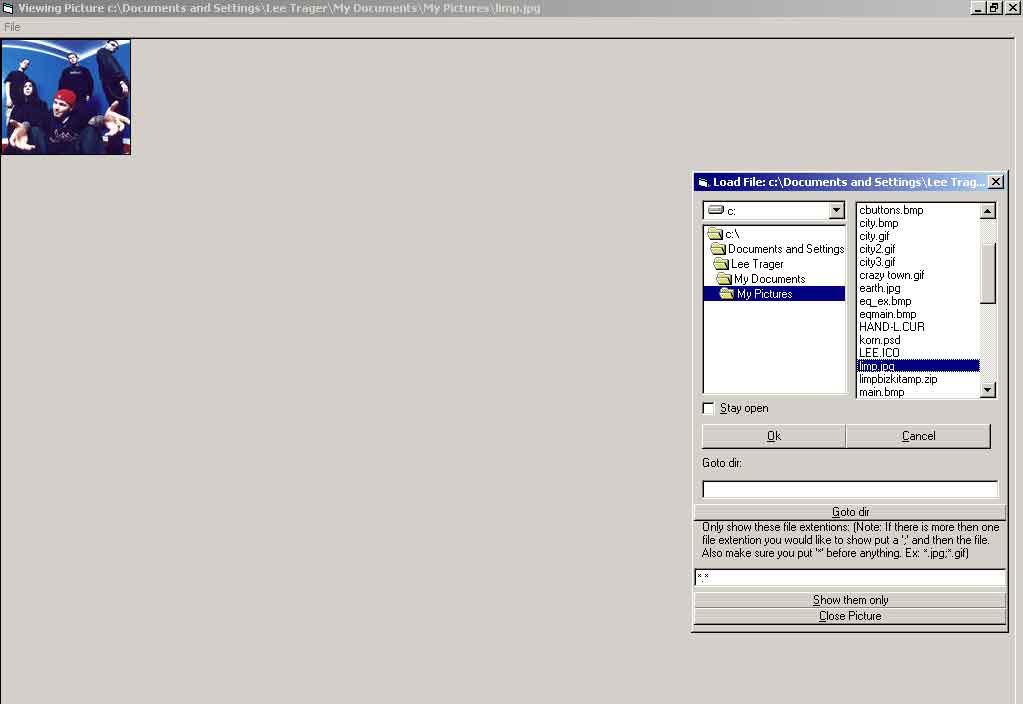 Viewing Picture c:\Documents and Settings\Lee Trager\My Documents\My Pictures\limp.jpg
File
Load File: c:\Documents and Settings\Lee Trag...
c:
c:\
Documents and Settings
Lee Trager
My Documents
My Pictures
cbuttons.bmp
city.bmp
city.gif
city2.gif
city3.gif
crazy town.gif
earth.jpg
eq_ex.bmp
eqmain.bmp
HAND-L.CUR
korn.psd
LEE.ICO
limp.jpg
limpbizkitamp.zip
main.bmp
Stay open
Ok
Cancel
Goto dir:
Goto dir
Only show these file extentions: (Note: If there is more then one
file extention you would like to show put a ';' and then the file.
Also make sure you put '*' before anything. Ex: *.jpg;*.gif)
*.*
Show them only
Close Picture